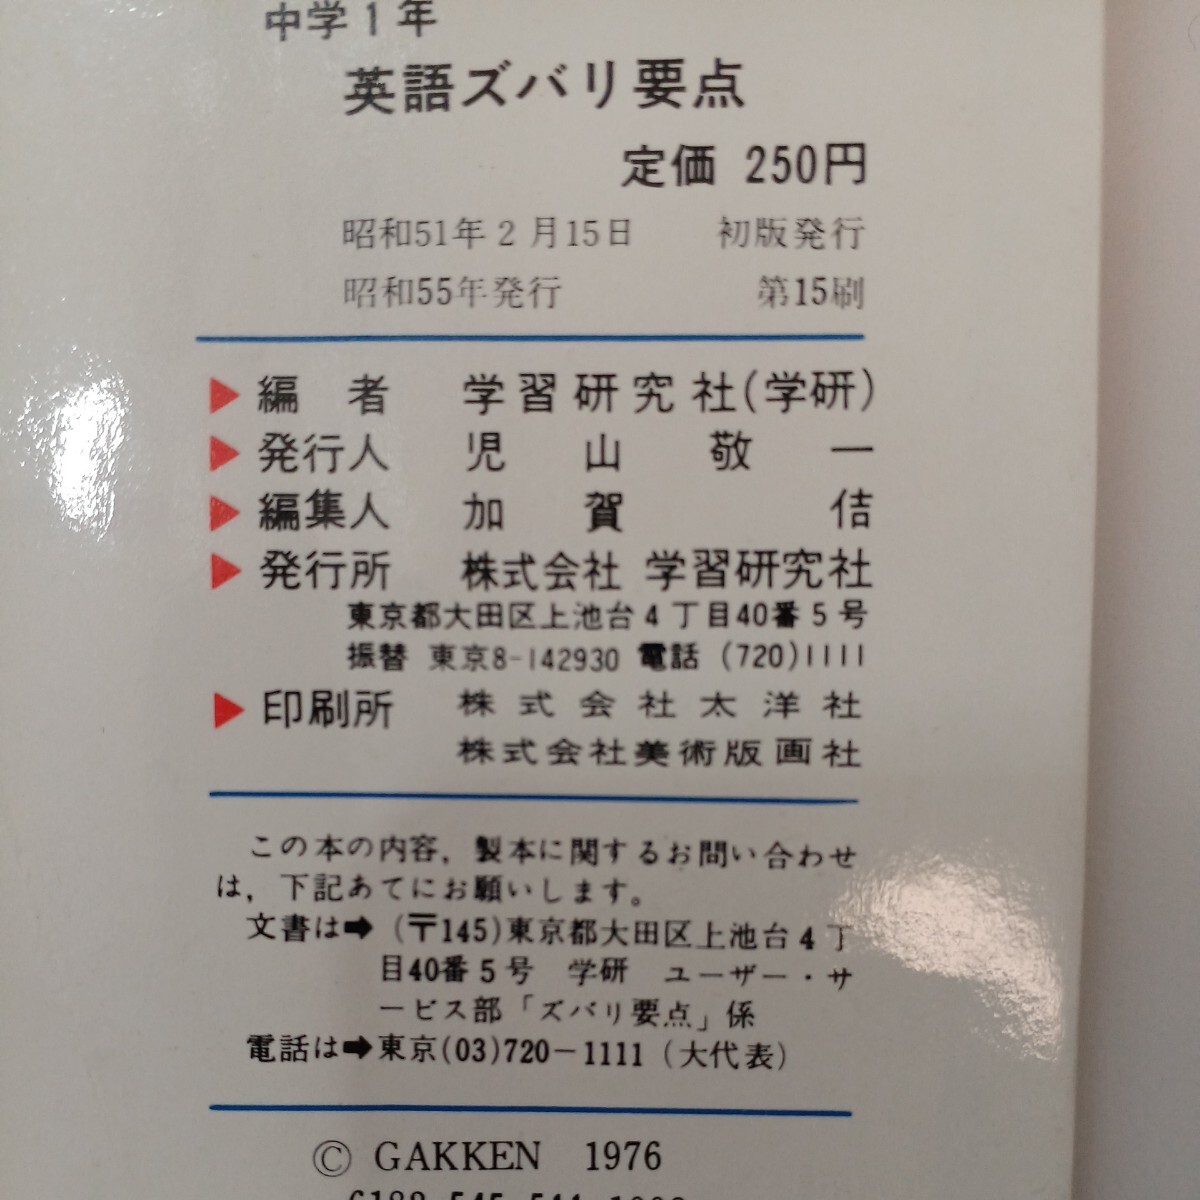 中学1年
英語ズバリ要点
定価 250円
昭和51年2月15日 初版発行
昭和55年発行 第15刷
▶編 者 学習研究社(学研)
▶発行人 児山敬一
▶編集人 加賀 佶
▶発行所 株式会社 学習研究社
東京都大田区上池台4丁目40番5号
振替 東京8-142930 電話 (720)1111
▶印刷所 株式会社太洋社
株式会社美術版画社
この本の内容,製本に関するお問い合わせ
は,下記あてにお願いします。
文書は➡(〒145)東京都大田区上池台4丁
目40番5号 学研 ユーザー・サ
ービス部「ズバリ要点」係
電話は➡東京(03)720-1111(大代表)
© GAKKEN 1976